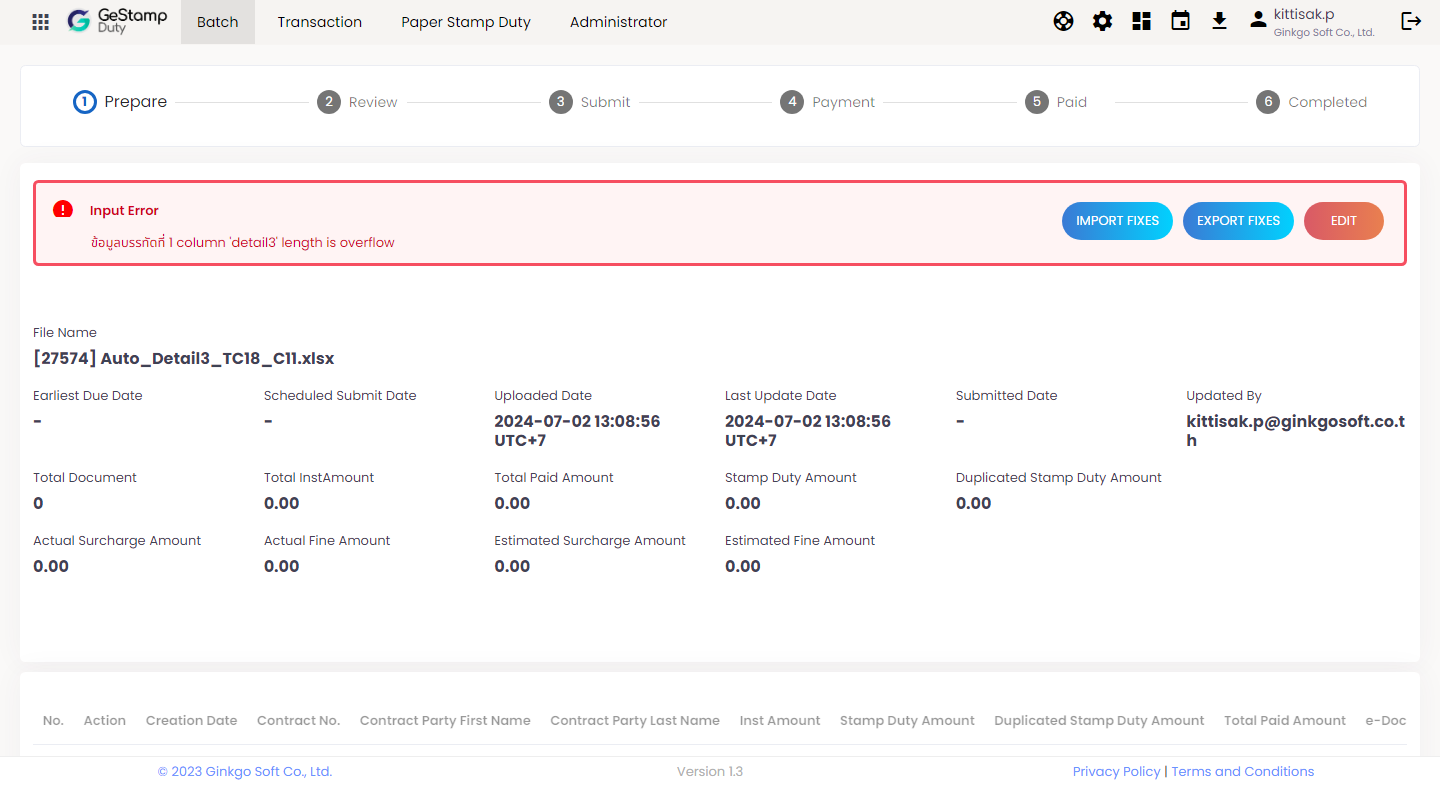 GeStamp
Duty
Batch
Transaction
Paper Stamp Duty
Administrator
kittisak.p
Ginkgo Soft Co., Ltd.
1 Prepare
2 Review
3 Submit
4 Payment
5 Paid
6 Completed
Input Error
ข้อมูลบรรทัดที่ 1 column 'detail3' length is overflow
IMPORT FIXES
EXPORT FIXES
EDIT
File Name
[27574] Auto_Detail3_TC18_C11.xlsx
Earliest Due Date
-
Scheduled Submit Date
-
Uploaded Date
2024-07-02 13:08:56
UTC+7
Last Update Date
2024-07-02 13:08:56
UTC+7
Submitted Date
-
Updated By
kittisak.p@ginkgosoft.co.t
h
Total Document
0
Total InstAmount
0.00
Total Paid Amount
0.00
Stamp Duty Amount
0.00
Duplicated Stamp Duty Amount
0.00
Actual Surcharge Amount
0.00
Actual Fine Amount
0.00
Estimated Surcharge Amount
0.00
Estimated Fine Amount
0.00
No. Action Creation Date Contract No. Contract Party First Name Contract Party Last Name Inst Amount Stamp Duty Amount Duplicated Stamp Duty Amount Total Paid Amount e-Doc
© 2023 Ginkgo Soft Co., Ltd.
Version 1.3
Privacy Policy | Terms and Conditions